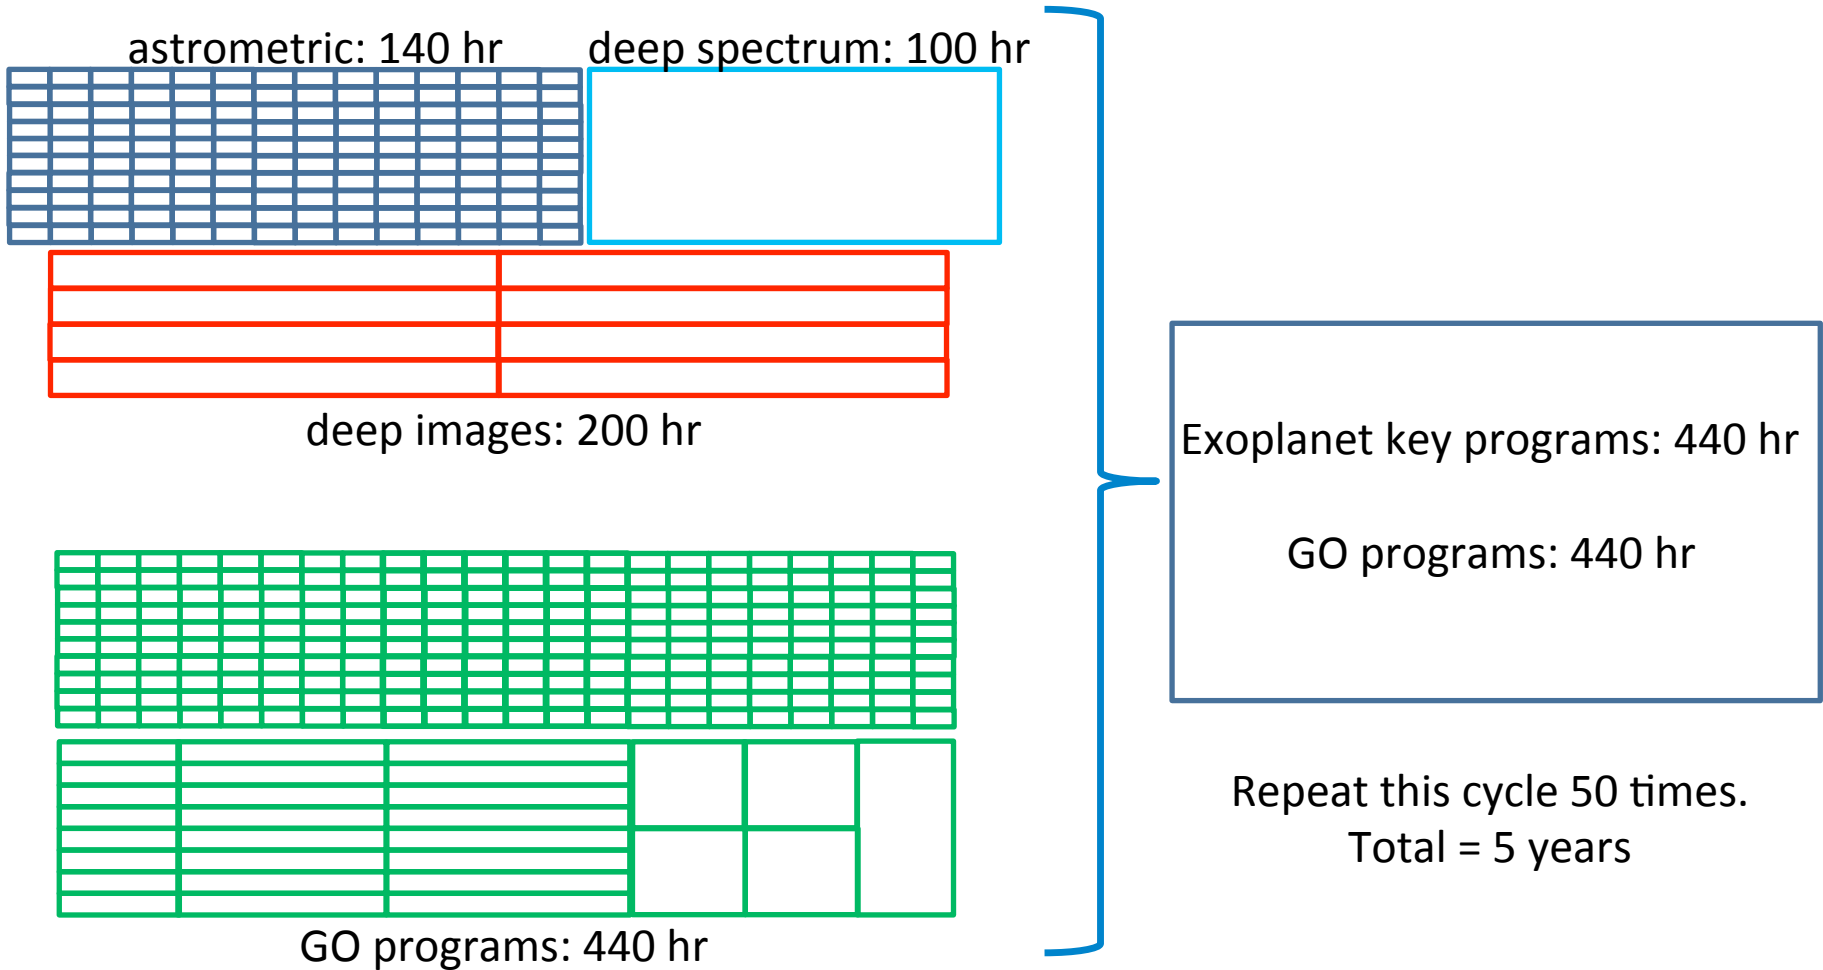 astrometric: 140 hr
deep spectrum: 100 hr
deep images: 200 hr
GO programs: 440 hr
Exoplanet key programs: 440 hr
GO programs: 440 hr
Repeat this cycle 50 times.
Total = 5 years